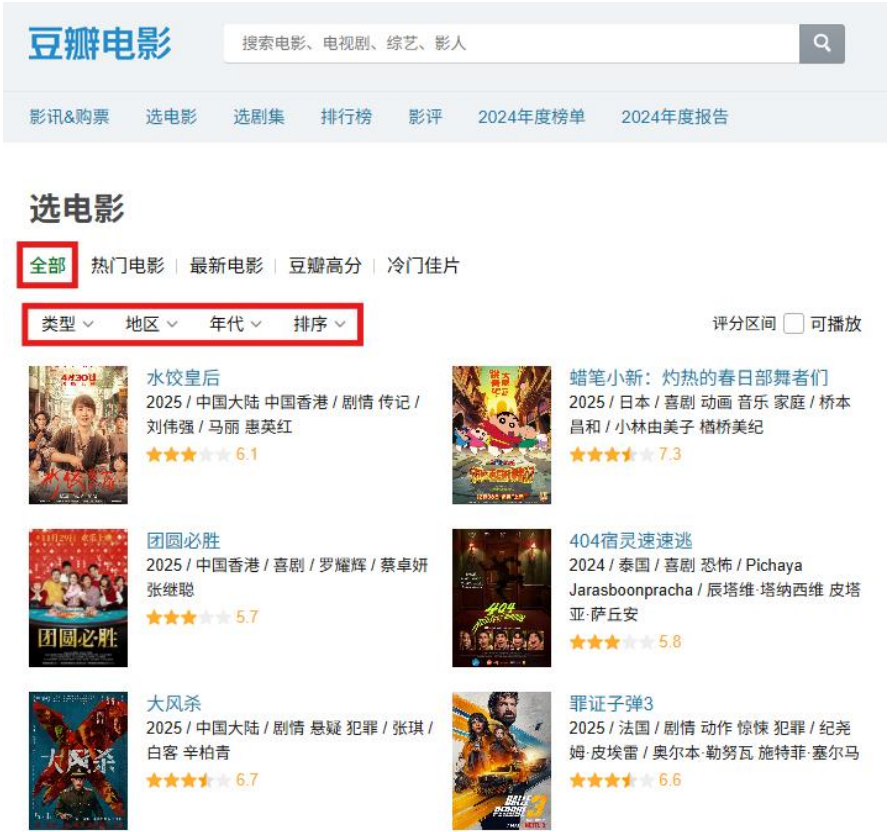 豆瓣电影
搜索电影、电视剧、综艺、影人
影讯&购票 选电影 选剧集 排行榜 影评 2024年度榜单 2024年度报告
选电影
全部 热门电影 最新电影 豆瓣高分 冷门佳片
类型 地区 年代 排序 评分区间 可播放
水饺皇后
2025 / 中国大陆 中国香港 / 剧情 传记 /
刘伟强 / 马丽 惠英红
6.1
4月30日
蜡笔小新：灼热的春日部舞者们
2025 / 日本 / 喜剧 动画 音乐 家庭 / 桥本
昌和 / 小林由美子 楢桥美纪
7.3
团圆必胜
2025 / 中国香港 / 喜剧 / 罗耀辉 / 蔡卓妍
张继聪
5.7
团圆必胜
404宿灵速速逃
2024 / 泰国 / 喜剧 恐怖 / Pichaya
Jarasboonpracha / 辰塔维·塔纳西维 皮塔
亚·萨丘安
5.8
404
大风杀
2025 / 中国大陆 / 剧情 悬疑 犯罪 / 张琪 /
白客 辛柏青
6.7
大风杀
罪证子弹3
2025 / 法国 / 剧情 动作 惊悚 犯罪 / 纪尧
姆·皮埃雷 / 奥尔本·勒努瓦 施特菲·塞尔马
6.6